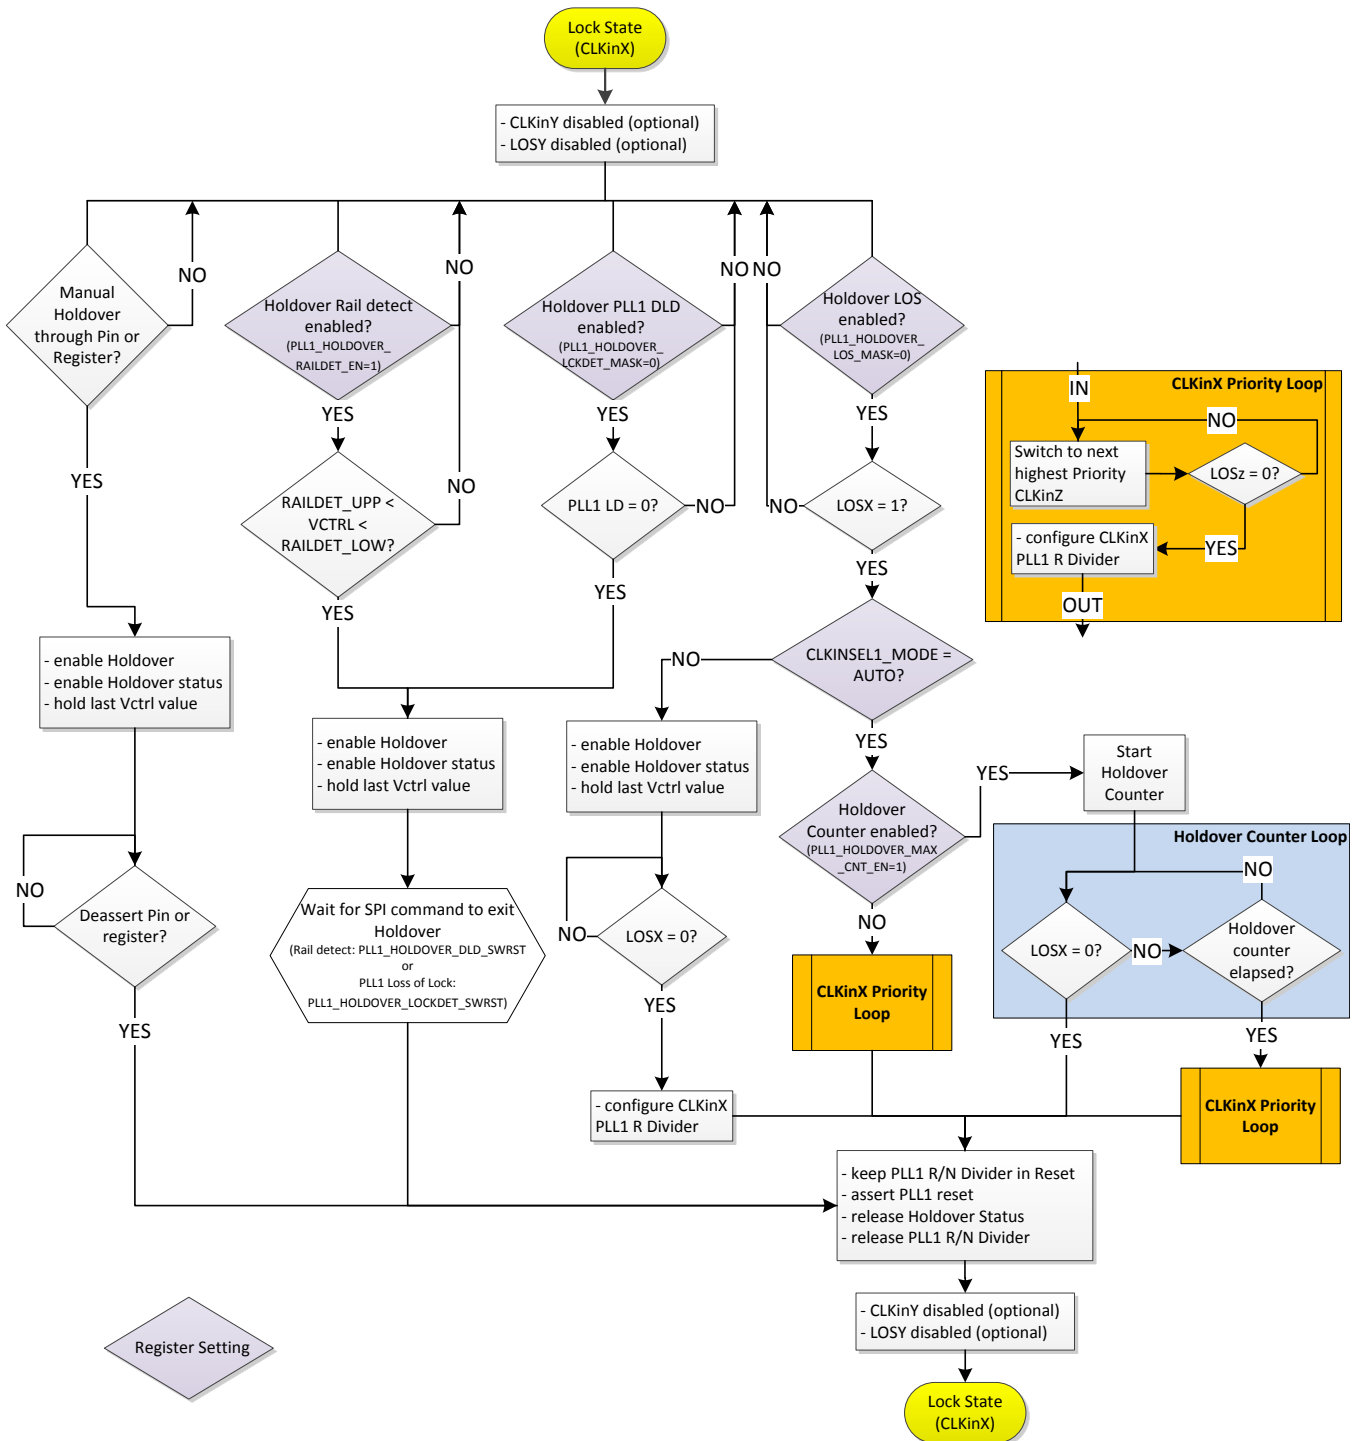 Lock State
(CLKinX)
- CLKinY disabled (optional)
- LOSY disabled (optional)
Manual
Holdover
through Pin or
Register?
NO
YES
Holdover Rail detect
enabled?
(PLL1_HOLDOVER_
RAILDET_EN=1)
NO
YES
Holdover PLL1 DLD
enabled?
(PLL1_HOLDOVER_
LCKDET_MASK=0)
NO
YES
Holdover LOS
enabled?
(PLL1_HOLDOVER_
LOS_MASK=0)
NO
YES
RAILDET_UPP <
VCTRL <
RAILDET_LOW?
NO
YES
PLL1 LD = 0?
NO
YES
LOSX = 1?
NO
YES
CLKinX Priority Loop
IN
NO
Switch to next
highest Priority
CLKinZ
LOSz = 0?
YES
- configure CLKinX
PLL1 R Divider
OUT
CLKINSEL1_MODE =
AUTO?
NO
YES
- enable Holdover
- enable Holdover status
- hold last Vctrl value
- enable Holdover
- enable Holdover status
- hold last Vctrl value
- enable Holdover
- enable Holdover status
- hold last Vctrl value
Holdover
Counter enabled?
(PLL1_HOLDOVER_MAX
_CNT_EN=1)
YES
NO
Start
Holdover
Counter
Holdover Counter Loop
NO
LOSX = 0?
NO
Holdover
counter
elapsed?
YES
YES
Deassert Pin or
register?
NO
YES
Wait for SPI command to exit
Holdover
(Rail detect: PLL1_HOLDOVER_DLD_SWRST
or
PLL1 Loss of Lock:
PLL1_HOLDOVER_LOCKDET_SWRST)
LOSX = 0?
NO
YES
CLKinX Priority
Loop
CLKinX Priority
Loop
- configure CLKinX
PLL1 R Divider
- keep PLL1 R/N Divider in Reset
- assert PLL1 reset
- release Holdover Status
- release PLL1 R/N Divider
- CLKinY disabled (optional)
- LOSY disabled (optional)
Register Setting
Lock State
(CLKinX)